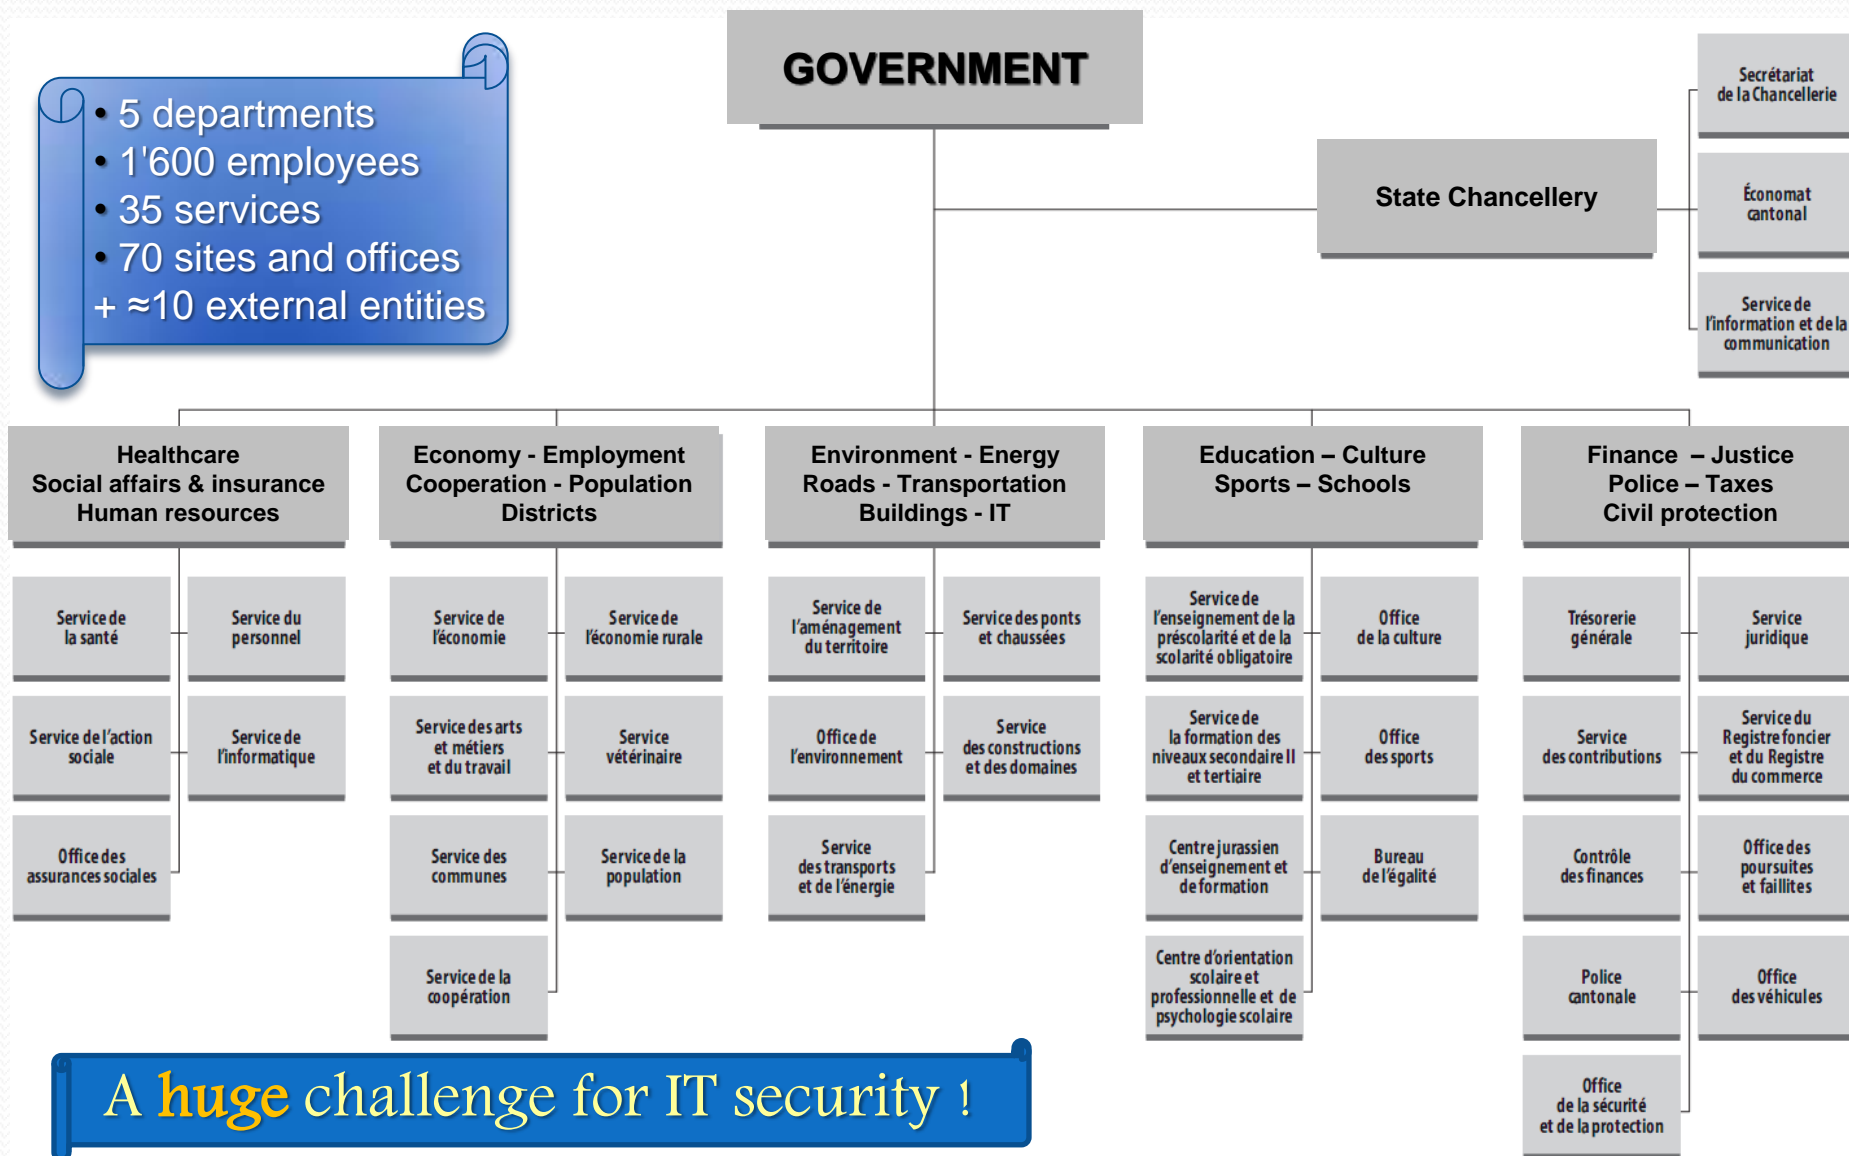 GOVERNMENT
• 5 departments
• 1'600 employees
• 35 services
• 70 sites and offices
+ ≈10 external entities
State Chancellery
Secrétariat
de la Chancellerie
Économat
cantonal
Service de
l'information et de la
communication
Healthcare
Social affairs & insurance
Human resources
Service de
la santé
Service du
personnel
Service de l'action
sociale
Service de
l'informatique
Office des
assurances sociales
Economy - Employment
Cooperation - Population
Districts
Service de
l'économie
Service de
l'économie rurale
Service des arts
et métiers
et du travail
Service
vétérinaire
Service des
communes
Service de la
population
Service de la
coopération
Environment - Energy
Roads - Transportation
Buildings - IT
Service de
l'aménagement
du territoire
Service des ponts
et chaussées
Office de
l'environnement
Service
des constructions
et des domaines
Service
des transports
et de l'énergie
Education – Culture
Sports – Schools
Service de
l'enseignement de la
préscolarité et de la
scolarité obligatoire
Office
de la culture
Service de
la formation des
niveaux secondaire II
et tertiaire
Office
des sports
Centre jurassien
d'enseignement et
de formation
Bureau
de l'égalité
Centre d'orientation
scolaire et
professionnelle et de
psychologie scolaire
Finance – Justice
Police – Taxes
Civil protection
Trésorerie
générale
Service
juridique
Service
des contributions
Service du
Registre foncier
et du Registre
du commerce
Contrôle
des finances
Office des
poursuites
et faillites
Police
cantonale
Office
des véhicules
Office
de la sécurité
et de la protection
A huge challenge for IT security !